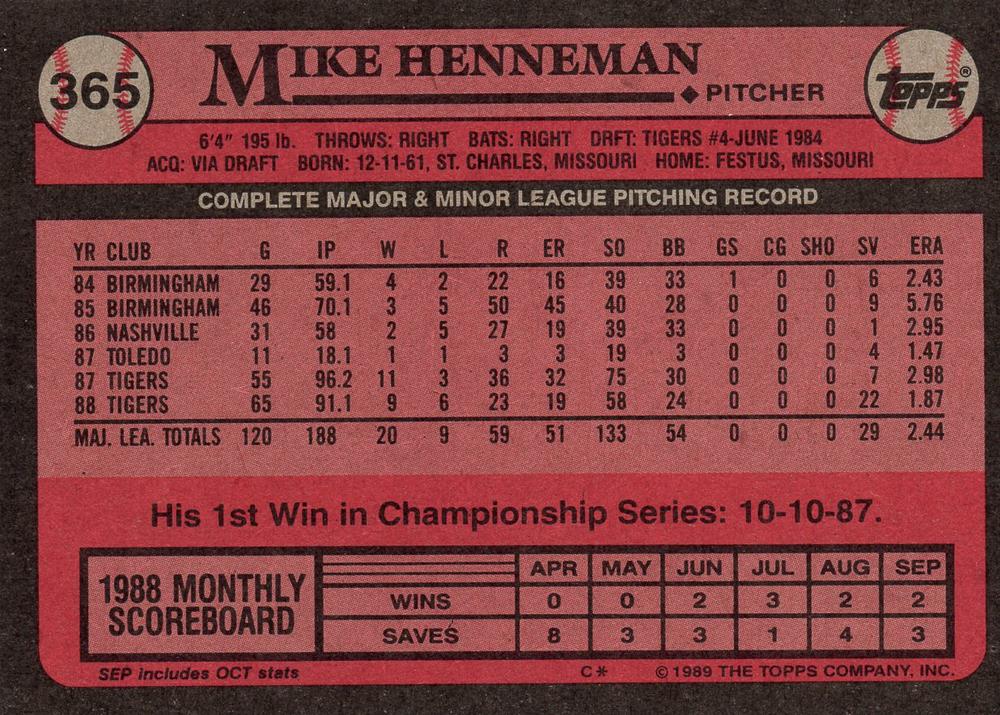 365
MIKE HENNEMAN
◆ PITCHER
Topps®
6'4" 195 lb. THROWS: RIGHT BATS: RIGHT DRFT: TIGERS #4-JUNE 1984
ACQ: VIA DRAFT BORN: 12-11-61, ST. CHARLES, MISSOURI HOME: FESTUS, MISSOURI
COMPLETE MAJOR & MINOR LEAGUE PITCHING RECORD
YR CLUB G IP W L R ER SO BB GS CG SHO SV ERA
84 BIRMINGHAM 29 59.1 4 2 22 16 39 33 1 0 0 6 2.43
85 BIRMINGHAM 46 70.1 3 5 50 45 40 28 0 0 0 9 5.76
86 NASHVILLE 31 58 2 5 27 19 39 33 0 0 0 1 2.95
87 TOLEDO 11 18.1 1 1 3 3 19 3 0 0 0 4 1.47
87 TIGERS 55 96.2 11 3 36 32 75 30 0 0 0 7 2.98
88 TIGERS 65 91.1 9 6 23 19 58 24 0 0 0 22 1.87
MAJ. LEA. TOTALS 120 188 20 9 59 51 133 54 0 0 0 29 2.44
His 1st Win in Championship Series: 10-10-87.
1988 MONTHLY
SCOREBOARD
APR MAY JUN JUL AUG SEP
WINS 0 0 2 3 2 2
SAVES 8 3 3 1 4 3
SEP includes OCT stats
C*
© 1989 THE TOPPS COMPANY, INC.